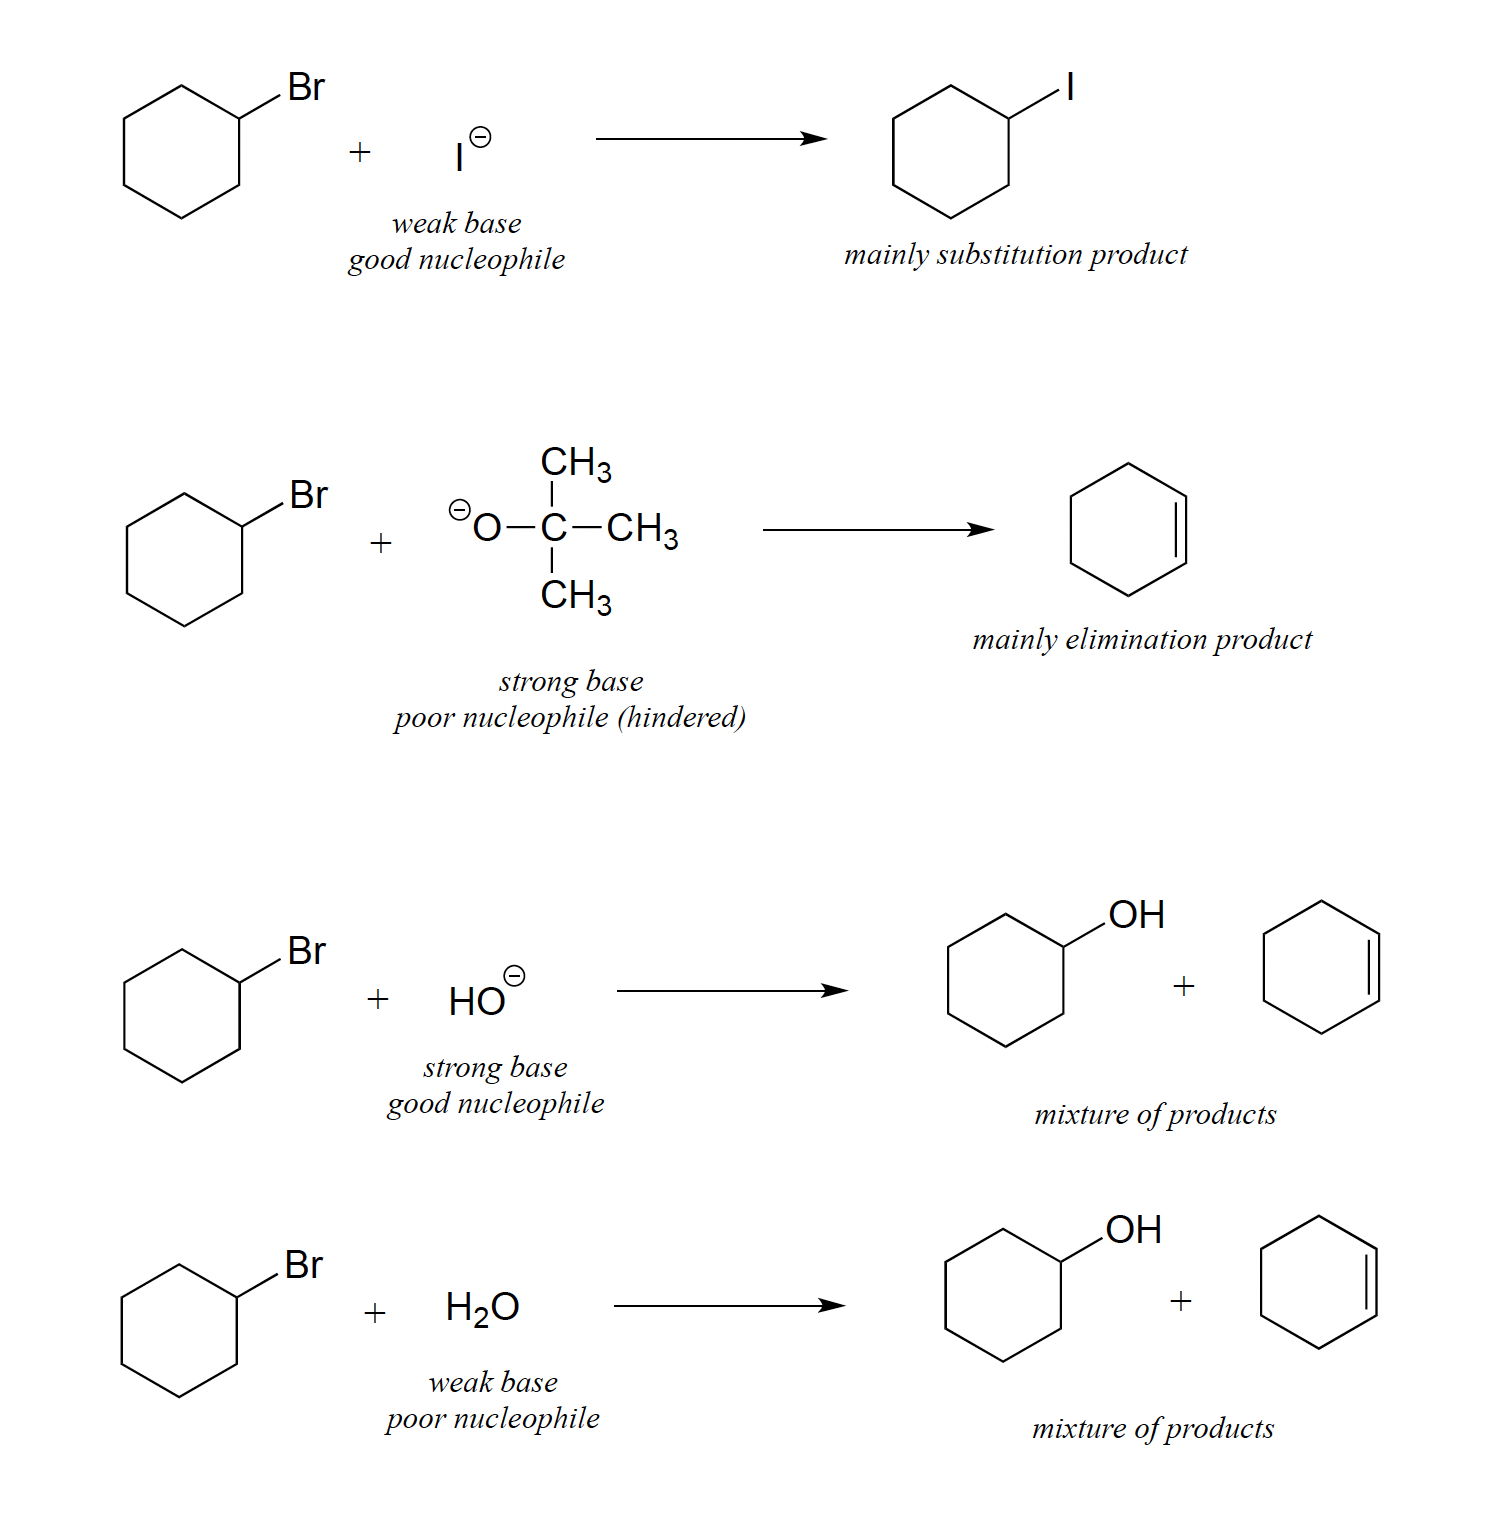 Br
+ I⊖
I
weak base
good nucleophile
mainly substitution product
CH₃
Br
+ ⊖O—C—CH₃
CH₃
mainly elimination product
strong base
poor nucleophile (hindered)
Br
+ HO⊖
OH
+
strong base
good nucleophile
mixture of products
Br
+ H₂O
OH
+
weak base
poor nucleophile
mixture of products